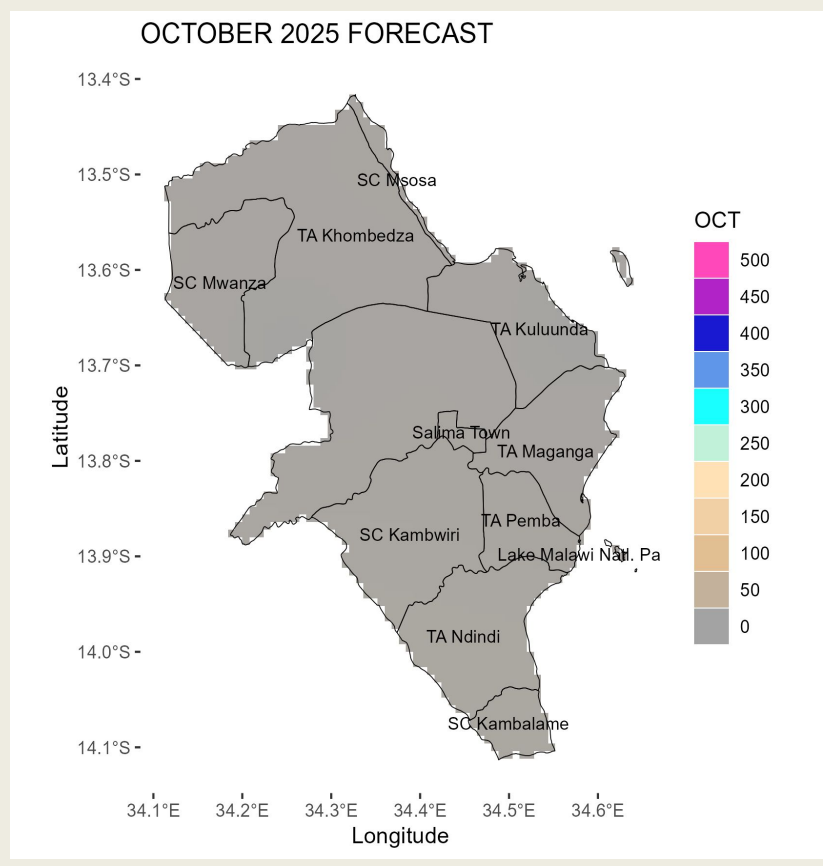 OCTOBER 2025 FORECAST
13.4°S
13.5°S
13.6°S
13.7°S
13.8°S
13.9°S
14.0°S
14.1°S
Latitude
SC Msosa
TA Khombedza
SC Mwanza
TA Kuluunda
Salima Town
TA Maganga
TA Pemba
SC Kambwiri
Lake Malawi Nat. Pa
TA Ndindi
SC Kambalame
34.1°E
34.2°E
34.3°E
34.4°E
34.5°E
34.6°E
Longitude
OCT
500
450
400
350
300
250
200
150
100
50
0